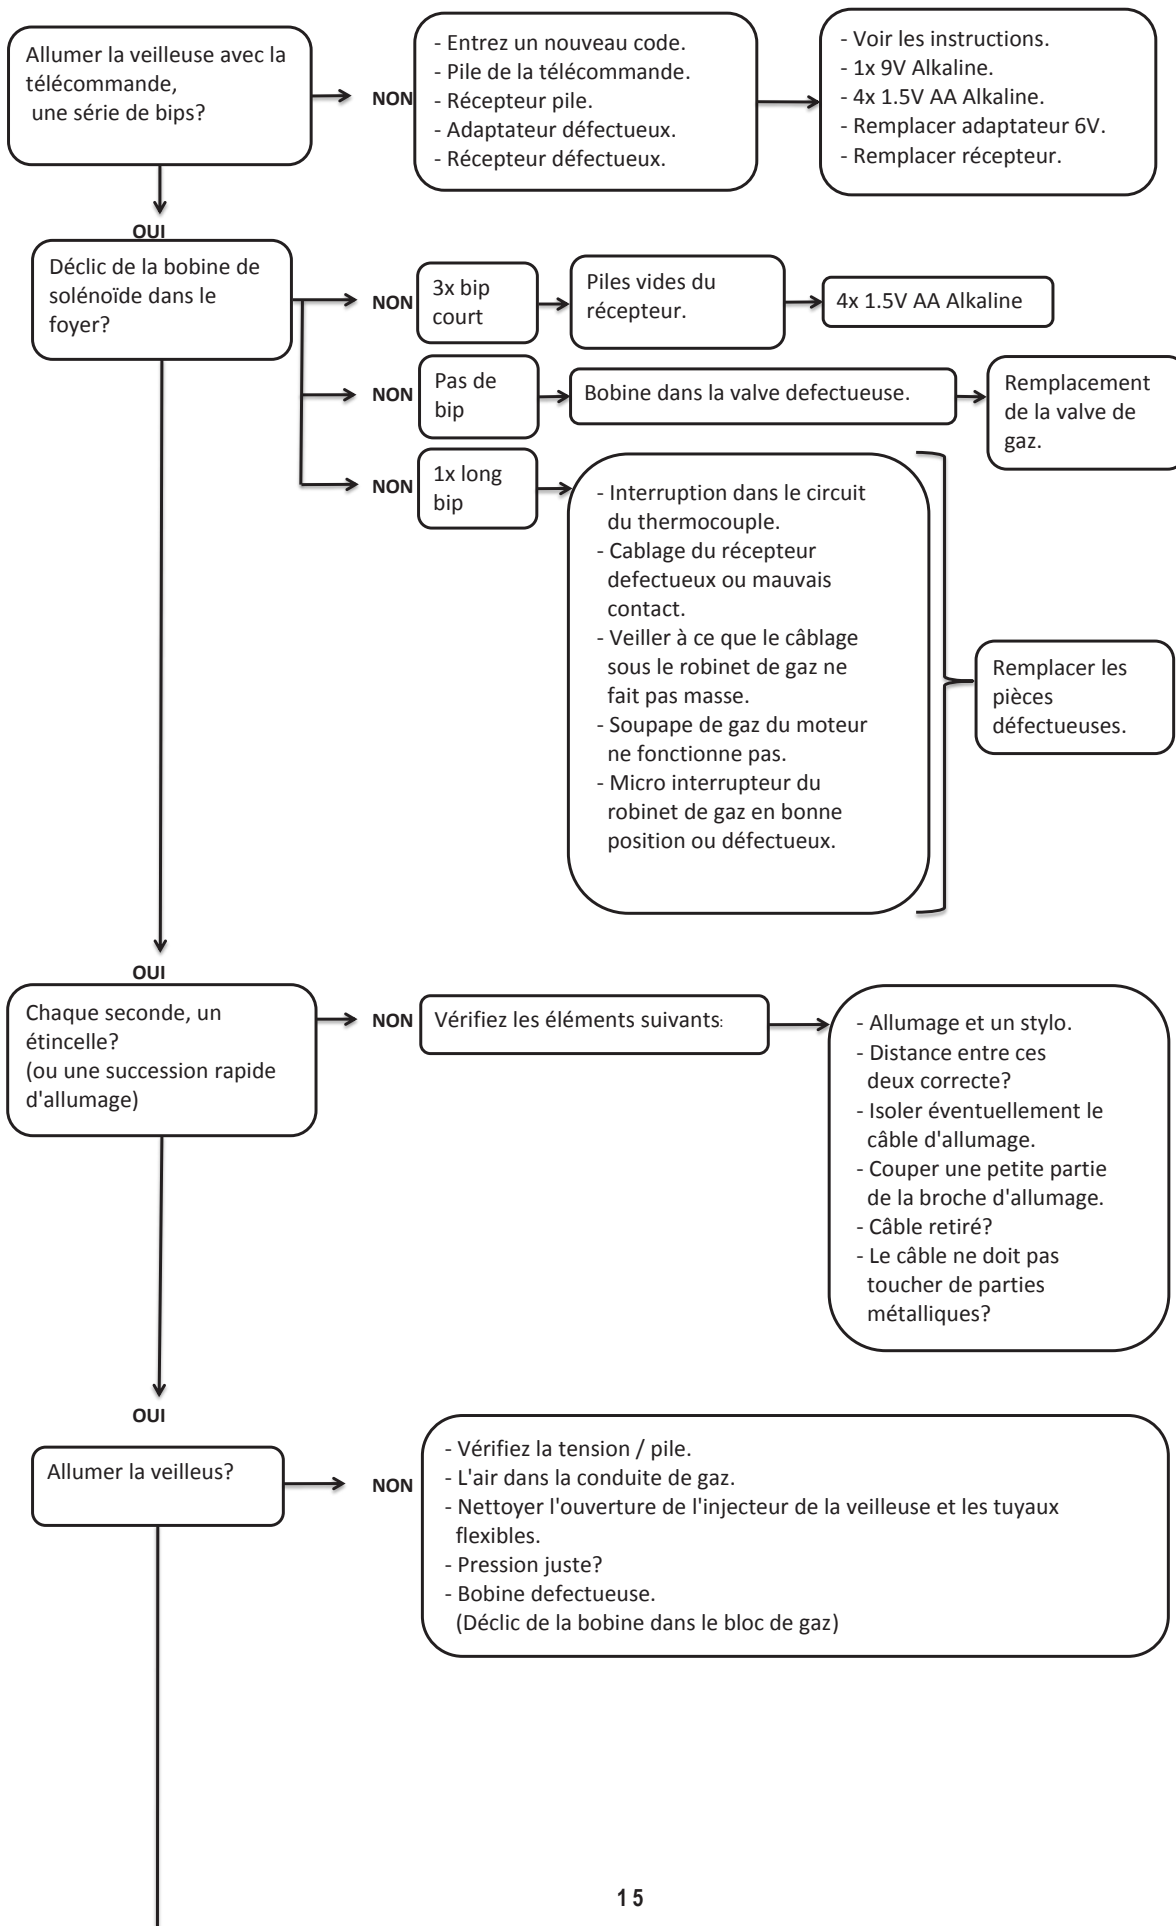 Allumer la veilleuse avec la
télécommande,
une série de bips?
NON
- Entrez un nouveau code.
- Pile de la télécommande.
- Récepteur pile.
- Adaptateur défectueux.
- Récepteur défectueux.
- Voir les instructions.
- 1x 9V Alkaline.
- 4x 1.5V AA Alkaline.
- Remplacer adaptateur 6V.
- Remplacer récepteur.
OUI
Déclic de la bobine de
solénoïde dans le
foyer?
NON
3x bip
court
Piles vides du
récepteur.
4x 1.5V AA Alkaline
NON
Pas de
bip
Bobine dans la valve defectueuse.
Remplacement
de la valve de
gaz.
NON
1x long
bip
- Interruption dans le circuit
du thermocouple.
- Cablage du récepteur
defectueux ou mauvais
contact.
- Veiller à ce que le câblage
sous le robinet de gaz ne
fait pas masse.
- Soupape de gaz du moteur
ne fonctionne pas.
- Micro interrupteur du
robinet de gaz en bonne
position ou défectueux.
Remplacer les
pièces
défectueuses.
OUI
Chaque seconde, un
étincelle?
(ou une succession rapide
d'allumage)
NON
Vérifiez les éléments suivants:
- Allumage et un stylo.
- Distance entre ces
deux correcte?
- Isoler éventuellement le
câble d'allumage.
- Couper une petite partie
de la broche d'allumage.
- Câble retiré?
- Le câble ne doit pas
toucher de parties
métalliques?
OUI
Allumer la veilleus?
NON
- Vérifiez la tension / pile.
- L'air dans la conduite de gaz.
- Nettoyer l'ouverture de l'injecteur de la veilleuse et les tuyaux
flexibles.
- Pression juste?
- Bobine defectueuse.
(Déclic de la bobine dans le bloc de gaz)
15